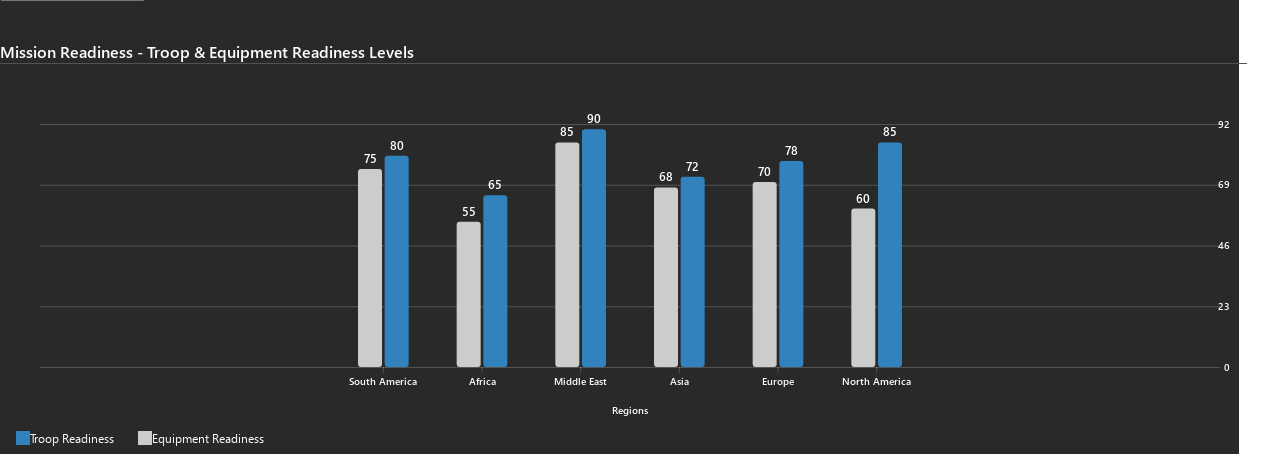 Mission Readiness - Troop & Equipment Readiness Levels
92
69
46
23
0
75
80
55
65
85
90
68
72
70
78
60
85
South America
Africa
Middle East
Asia
Europe
North America
Regions
Troop Readiness
Equipment Readiness